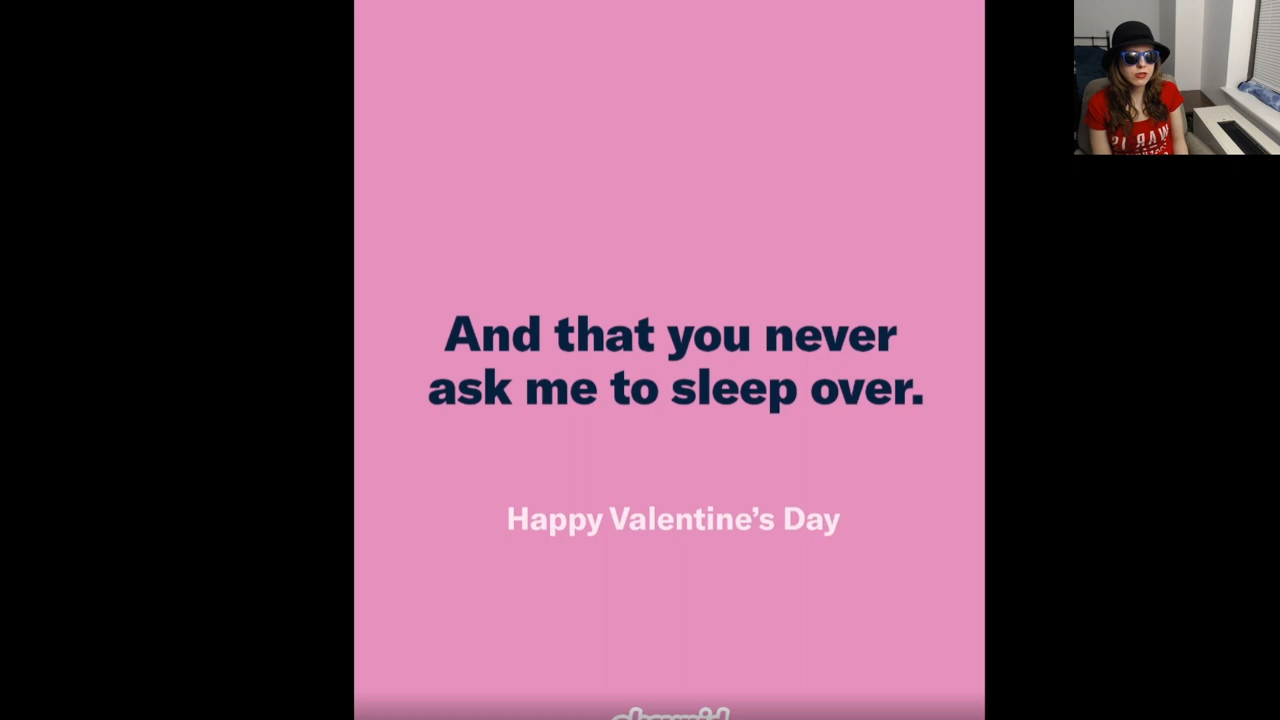 And that you never
ask me to sleep over.
Happy Valentine's Day